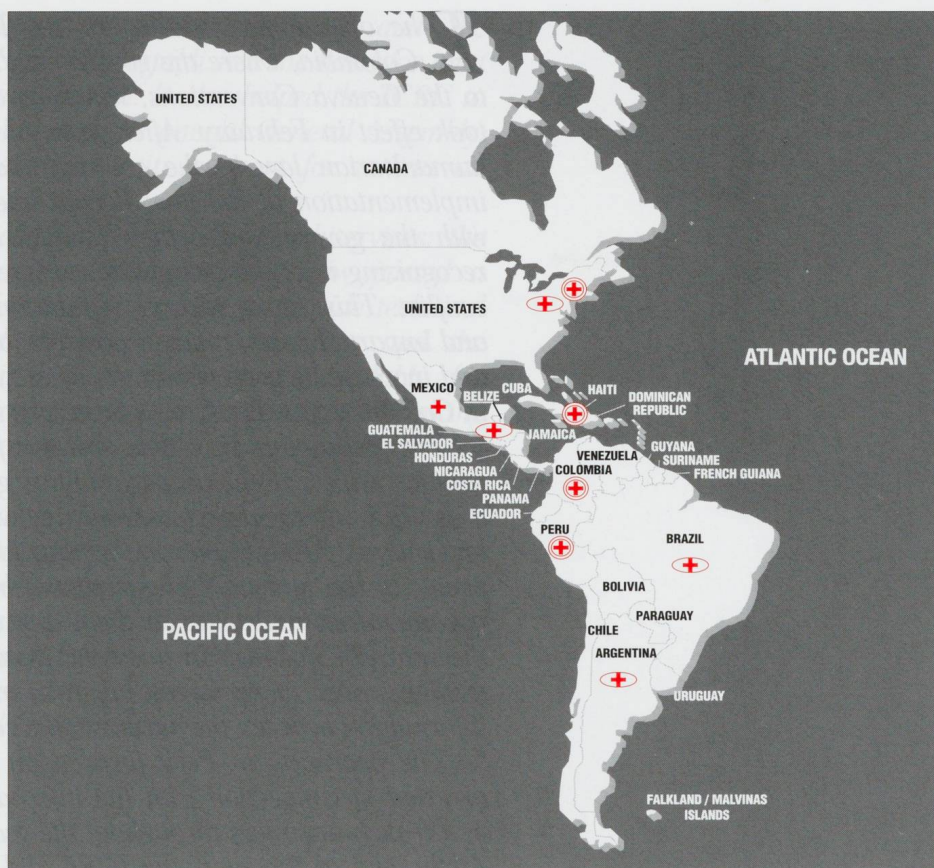 UNITED STATES
CANADA
UNITED STATES
ATLANTIC OCEAN
MEXICO
BELIZE
CUBA
HAITI
DOMINICAN
REPUBLIC
GUATEMALA
EL SALVADOR
JAMAICA
HONDURAS
NICARAGUA
COSTA RICA
PANAMA
ECUADOR
VENEZUELA
COLOMBIA
GUYANA
SURINAME
FRENCH GUIANA
PERU
BRAZIL
BOLIVIA
PARAGUAY
PACIFIC OCEAN
CHILE
ARGENTINA
URUGUAY
FALKLAND / MALVINAS
ISLANDS